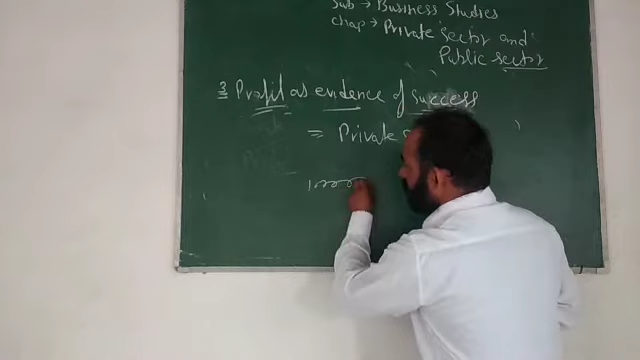 Sub → Business Studies
Chap → Private sector and
Public sector
3 Profit as evidence of Success
= Private